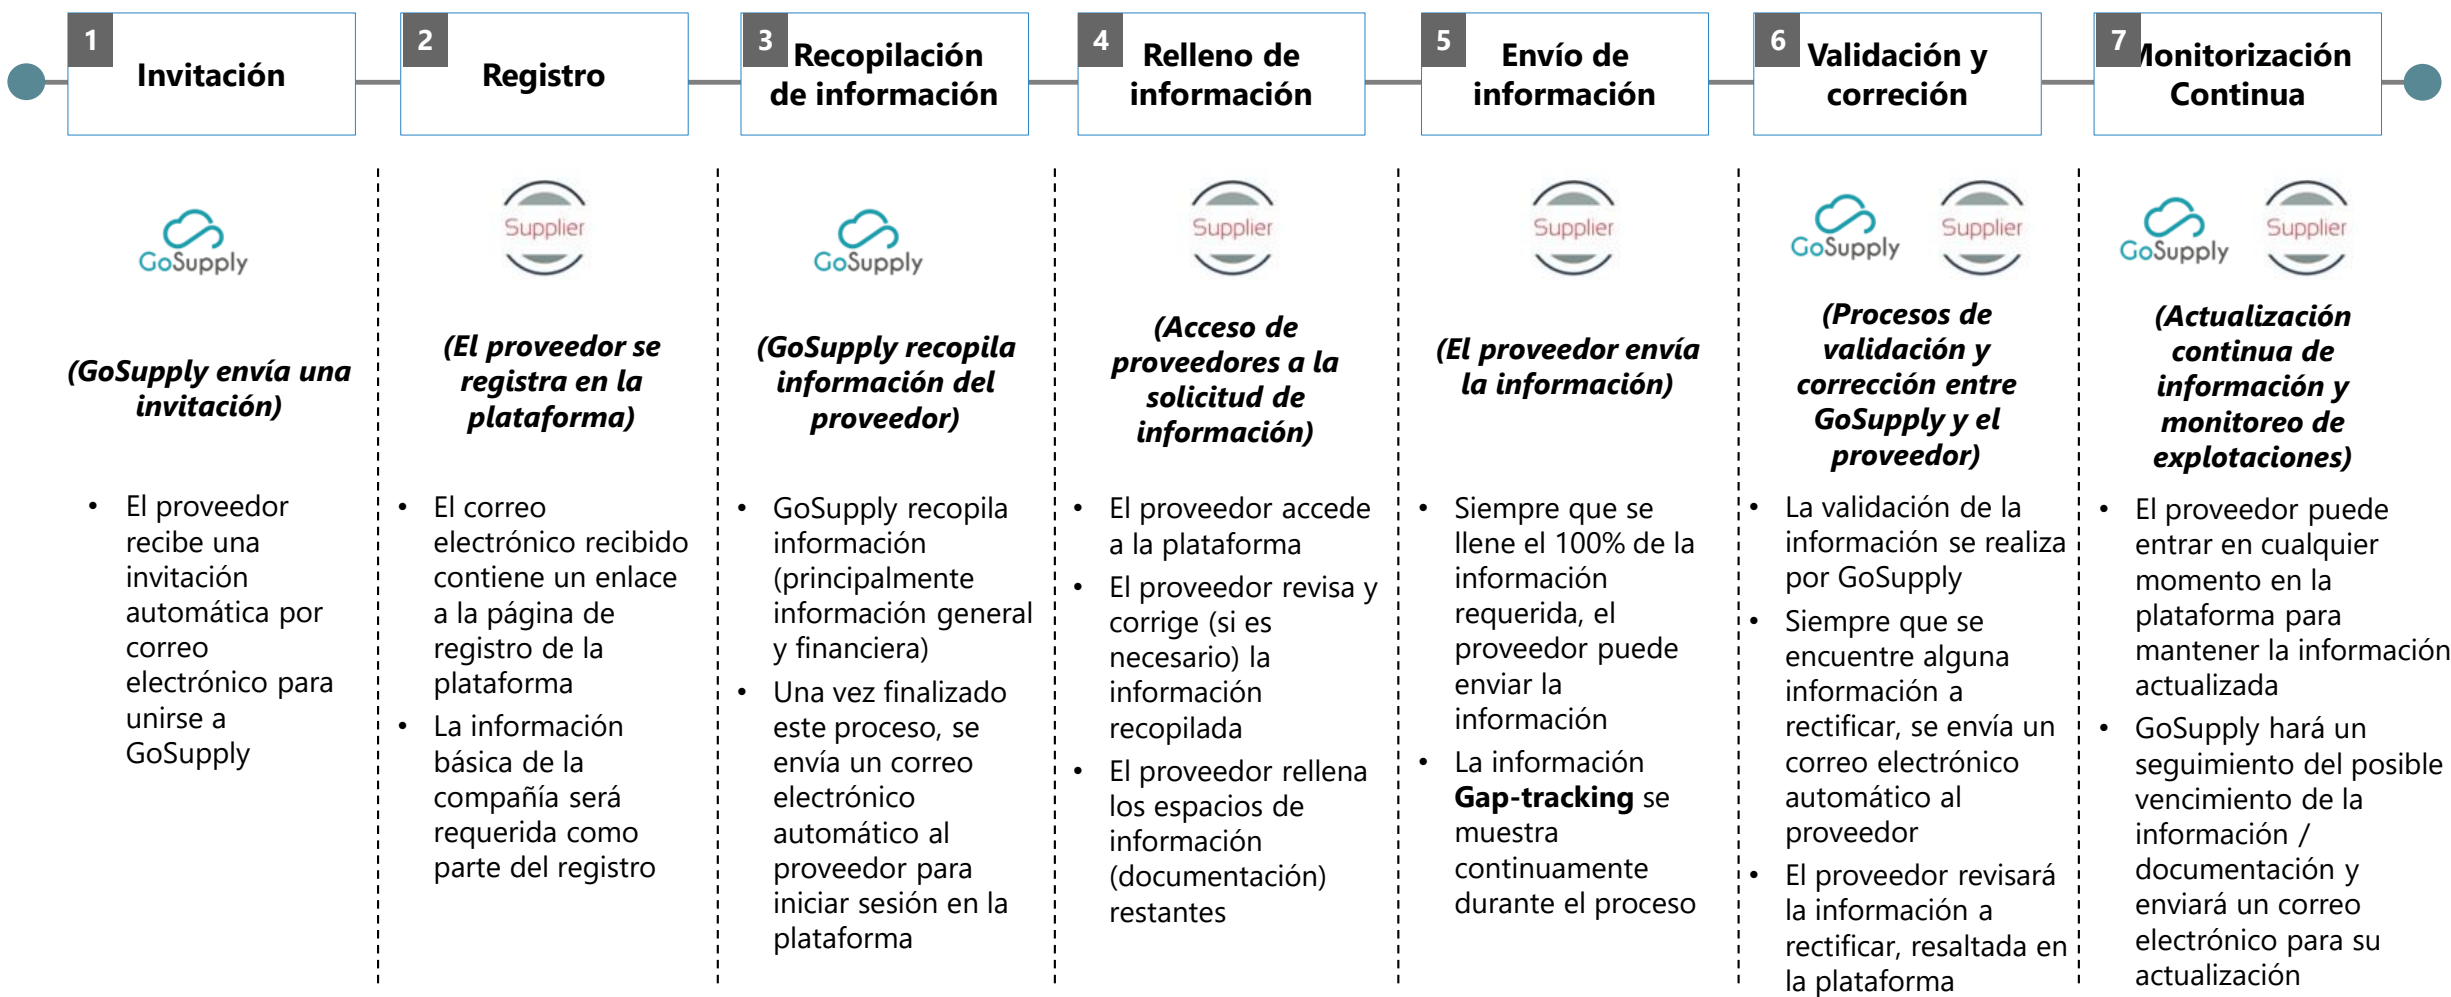 1
Invitación
GoSupply
(GoSupply envía una
invitación)
• El proveedor
recibe una
invitación
automática por
correo
electrónico para
unirse a
GoSupply
2
Registro
Supplier
(El proveedor se
registra en la
plataforma)
• El correo
electrónico recibido
contiene un enlace
a la página de
registro de la
plataforma
• La información
básica de la
compañía será
requerida como
parte del registro
3
Recopilación
de información
GoSupply
(GoSupply recopila
información del
proveedor)
• GoSupply recopila
información
(principalmente
información general
y financiera)
• Una vez finalizado
este proceso, se
envía un correo
electrónico
automático al
proveedor para
iniciar sesión en la
plataforma
4
Relleno de
información
Supplier
(Acceso de
proveedores a la
solicitud de
información)
• El proveedor accede
a la plataforma
• El proveedor revisa y
corrige (si es
necesario) la
información
recopilada
• El proveedor rellena
los espacios de
información
(documentación)
restantes
5
Envío de
información
Supplier
(El proveedor envía
la información)
• Siempre que se
llene el 100% de la
información
requerida, el
proveedor puede
enviar la
información
• La información
Gap-tracking se
muestra
continuamente
durante el proceso
6
Validación y
correción
GoSupply
Supplier
(Procesos de
validación y
corrección entre
GoSupply y el
proveedor)
• La validación de la
información se realiza
por GoSupply
• Siempre que se
encuentre alguna
información a
rectificar, se envía un
correo electrónico
automático al
proveedor
• El proveedor revisará
la información a
rectificar, resaltada en
la plataforma
7
Monitorización
Continua
GoSupply
Supplier
(Actualización
continua de
información y
monitoreo de
explotaciones)
• El proveedor puede
entrar en cualquier
momento en la
plataforma para
mantener la información
actualizada
• GoSupply hará un
seguimiento del posible
vencimiento de la
información /
documentación y
enviará un correo
electrónico para su
actualización